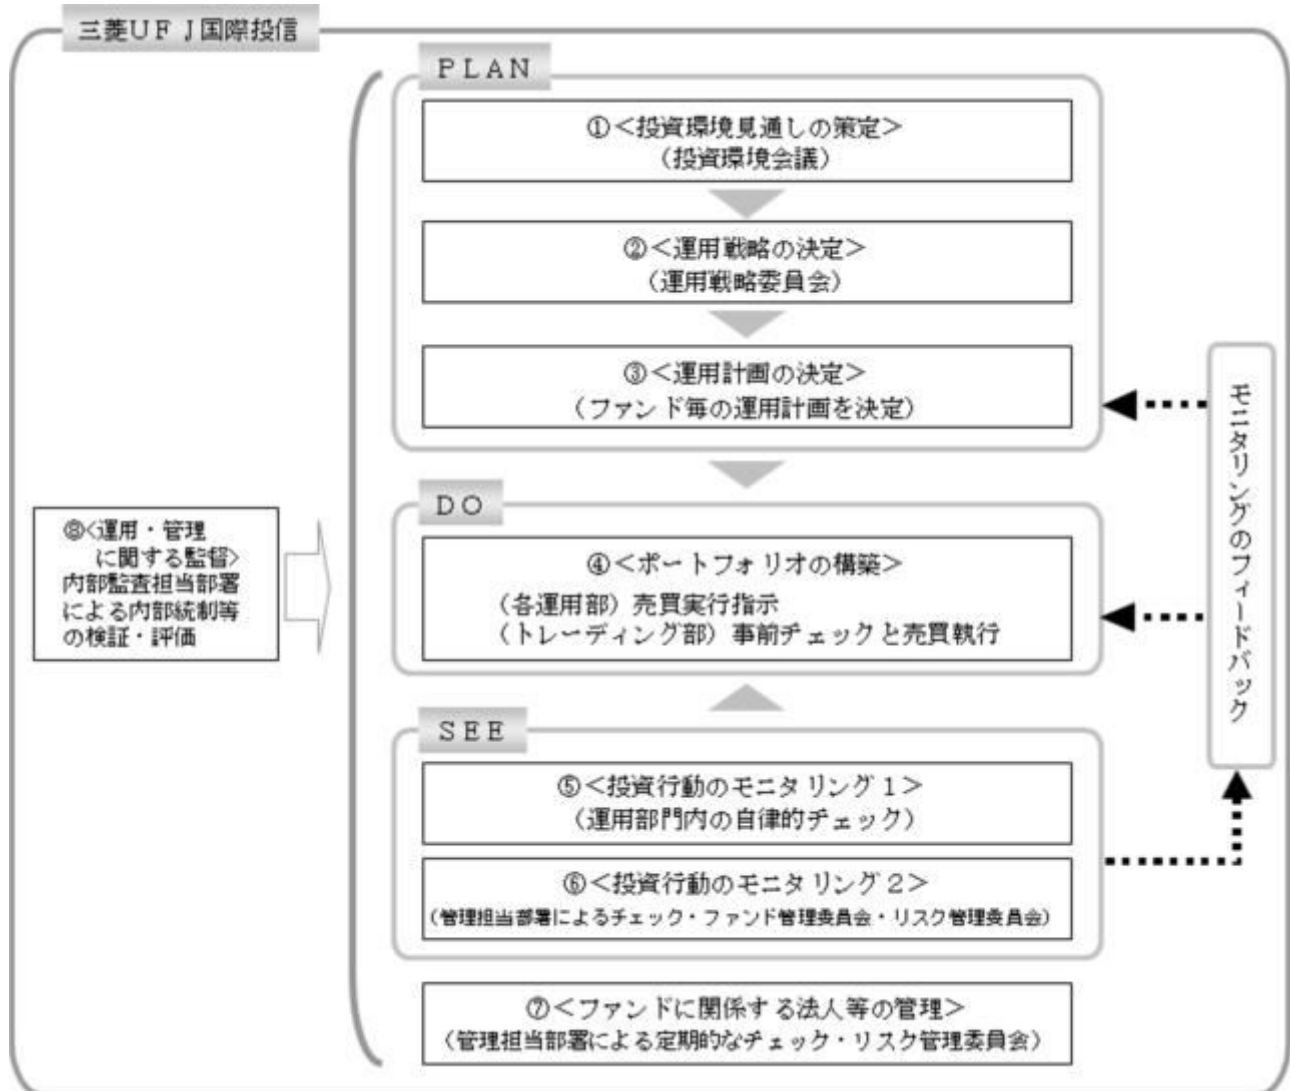 三菱UFJ国際投信
PLAN
①＜投資環境見通しの策定＞
（投資環境会議）
②＜運用戦略の決定＞
（運用戦略委員会）
③＜運用計画の決定＞
（ファンド毎の運用計画を決定）
DO
④＜ポートフォリオの構築＞
（各運用部）売買実行指示
（トレーディング部）事前チェックと売買執行
SEE
⑤＜投資行動のモニタリング１＞
（運用部門内の自律的チェック）
⑥＜投資行動のモニタリング２＞
（管理担当部署によるチェック・ファンド管理委員会・リスク管理委員会）
⑦＜ファンドに関係する法人等の管理＞
（管理担当部署による定期的なチェック・リスク管理委員会）
⑧＜運用・管理
に関する監督＞
内部監査担当部署
による内部統制等
の検証・評価
モニタリングのフィードバック